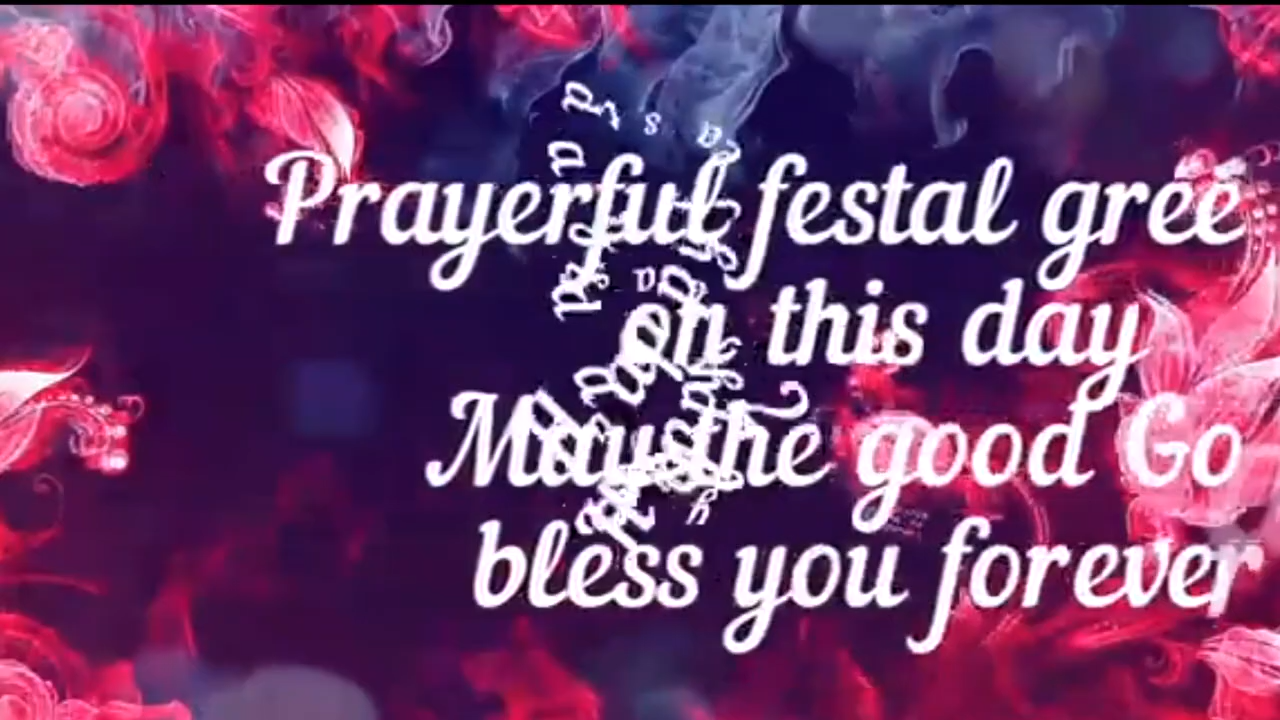 Prayerful festal gree
on this day
May the good Go
bless you forever